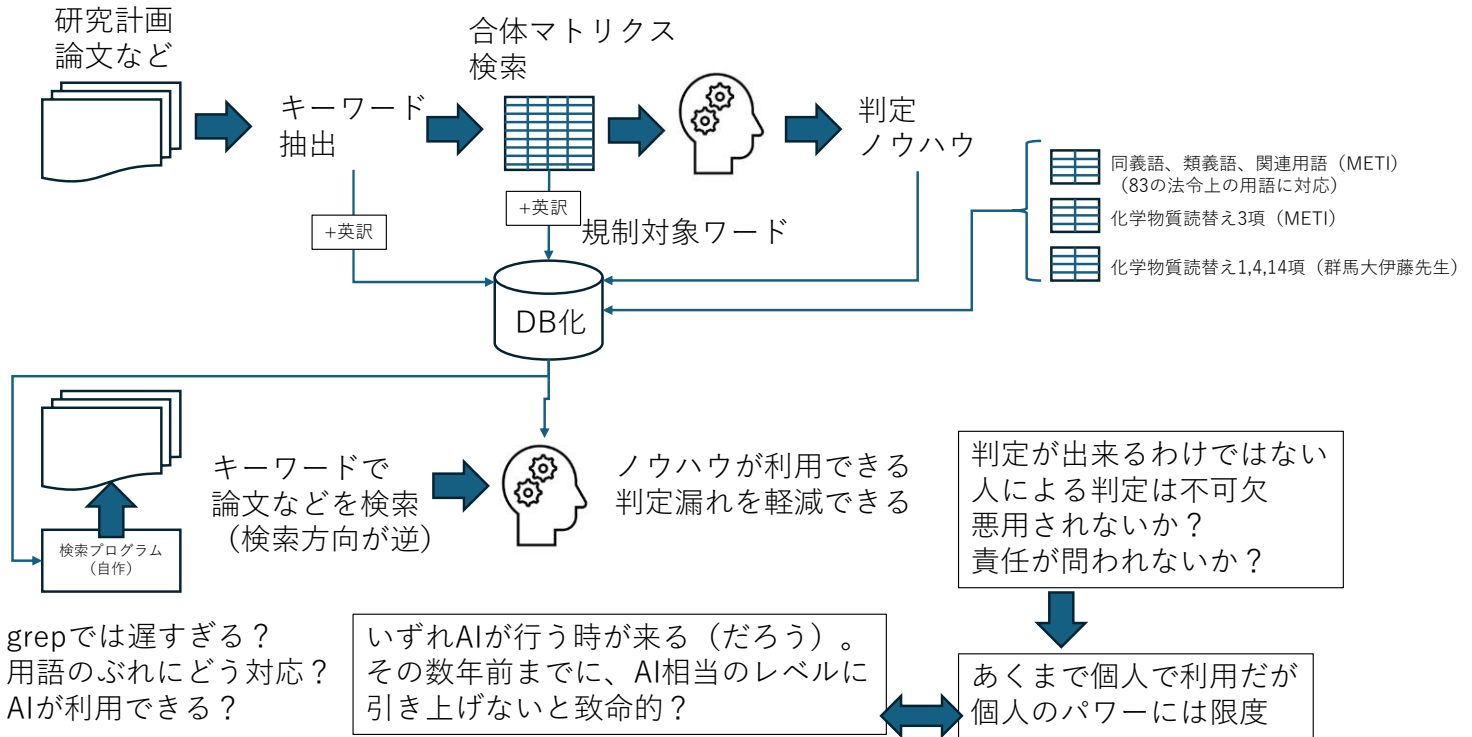 研究計画
論文など
キーワード
抽出
合体マトリクス
検索
判定
ノウハウ
同義語、類義語、関連用語（METI）
（83の法令上の用語に対応）
化学物質読替え3項（METI）
化学物質読替え1,4,14項（群馬大伊藤先生）
+英訳
+英訳
規制対象ワード
DB化
キーワードで
論文などを検索
（検索方向が逆）
検索プログラム
（自作）
ノウハウが利用できる
判定漏れを軽減できる
判定が出来るわけではない
人による判定は不可欠
悪用されないか？
責任が問われないか？
grepでは遅すぎる？
用語のぶれにどう対応？
AIが利用できる？
いずれAIが行う時が来る（だろう）。
その数年前までに、AI相当のレベルに
引き上げないと致命的？
あくまで個人で利用だが
個人のパワーには限度